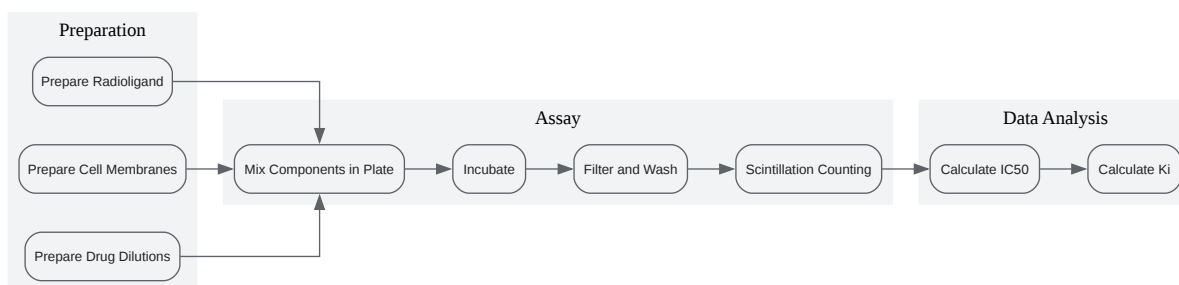 Preparation
Prepare Radioligand
Prepare Cell Membranes
Prepare Drug Dilutions
Assay
Mix Components in Plate
Incubate
Filter and Wash
Scintillation Counting
Data Analysis
Calculate IC50
Calculate Ki